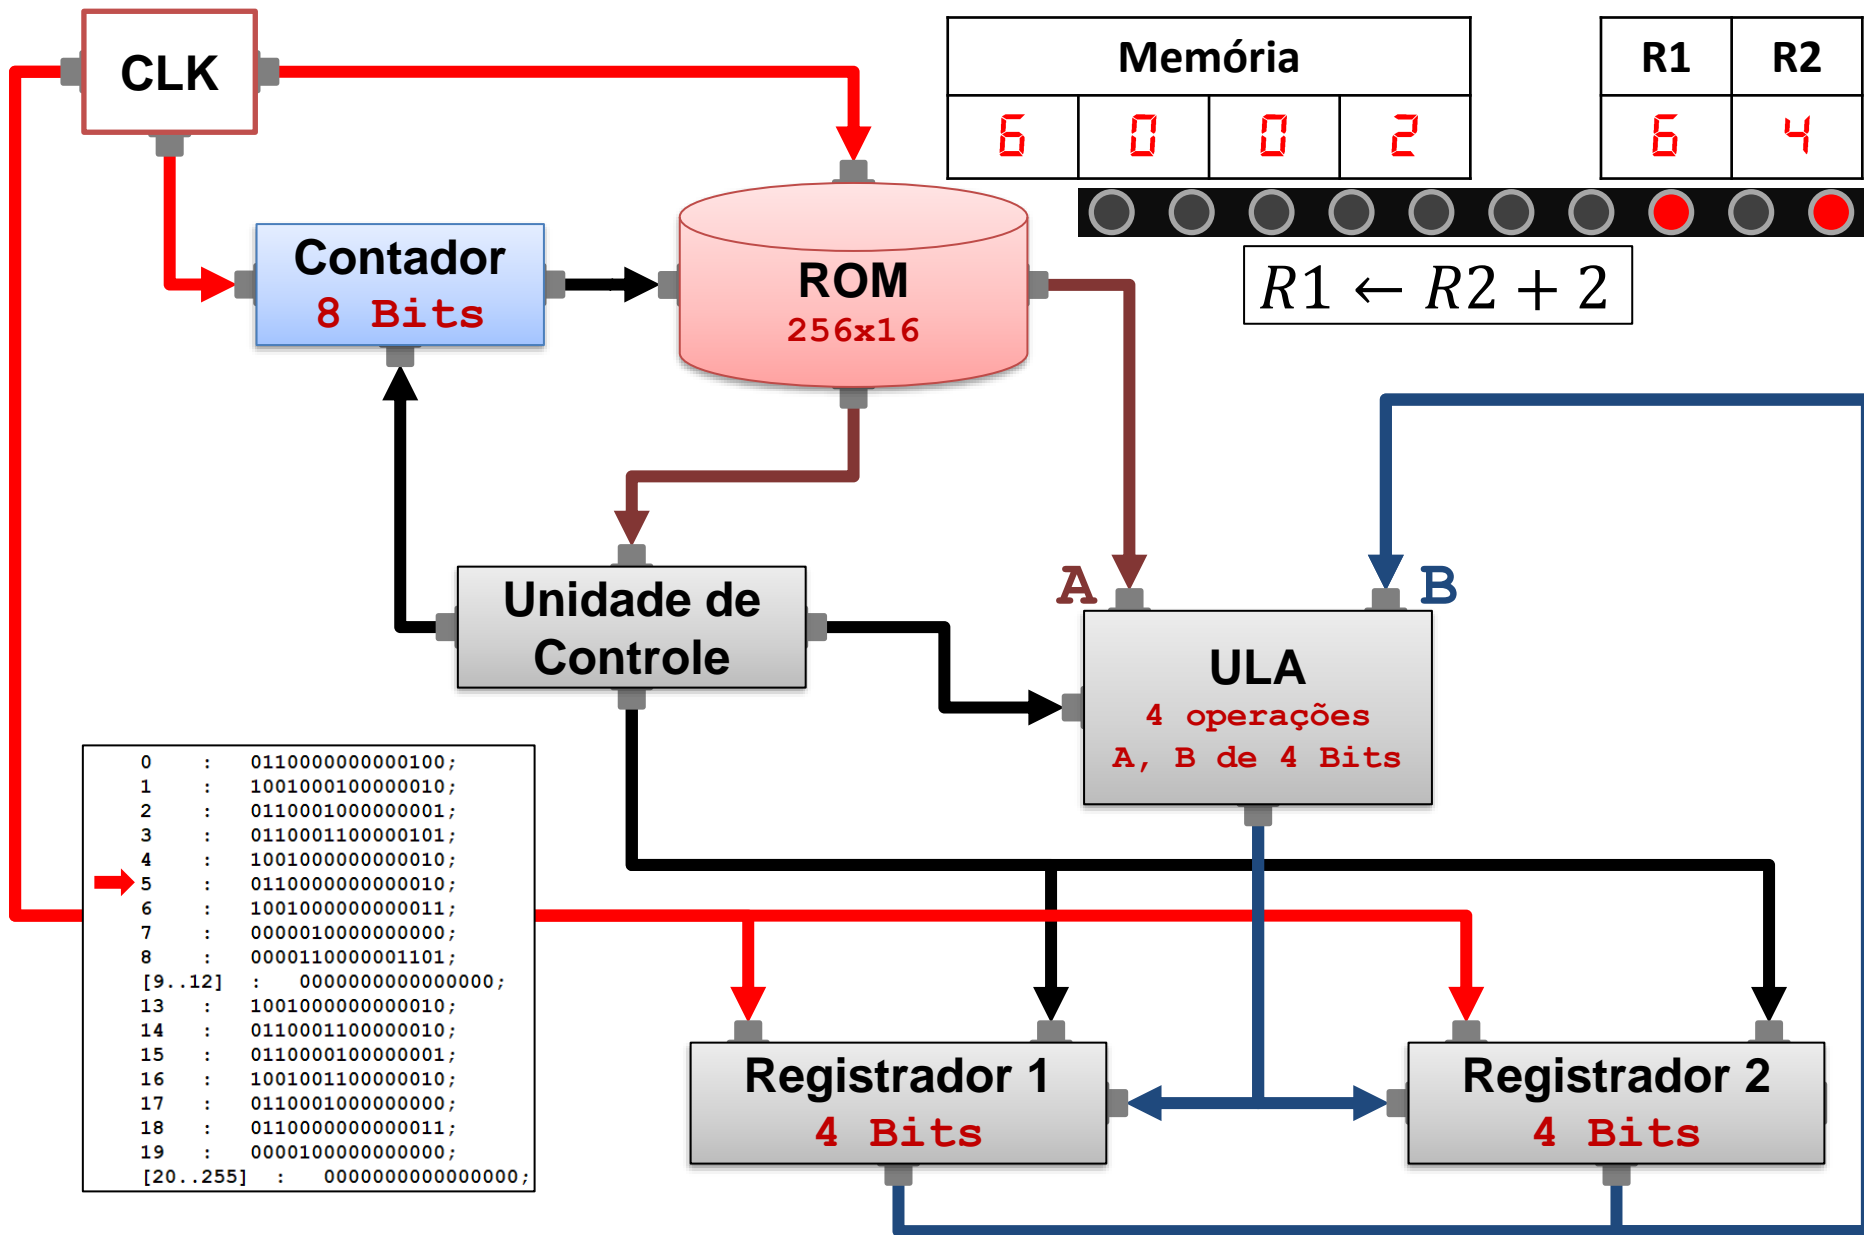 CLK
Memória
R1 R2
6 0 0 2
6 4
Contador
8 Bits
ROM
256x16
R1 ← R2 + 2
A
B
Unidade de
Controle
ULA
4 operações
A, B de 4 Bits
0 : 0110000000000100;
1 : 1001000100000010;
2 : 0110001000000001;
3 : 0110001100000101;
4 : 1001000000000010;
5 : 0110000000000010;
6 : 1001000000000011;
7 : 0000010000000000;
8 : 0000110000001101;
[9..12] : 0000000000000000;
13 : 1001000000000010;
14 : 0110001100000010;
15 : 0110000100000001;
16 : 1001001100000010;
17 : 0110001000000000;
18 : 0110000000000011;
19 : 0000100000000000;
[20..255] : 0000000000000000;
Registrador 1
4 Bits
Registrador 2
4 Bits